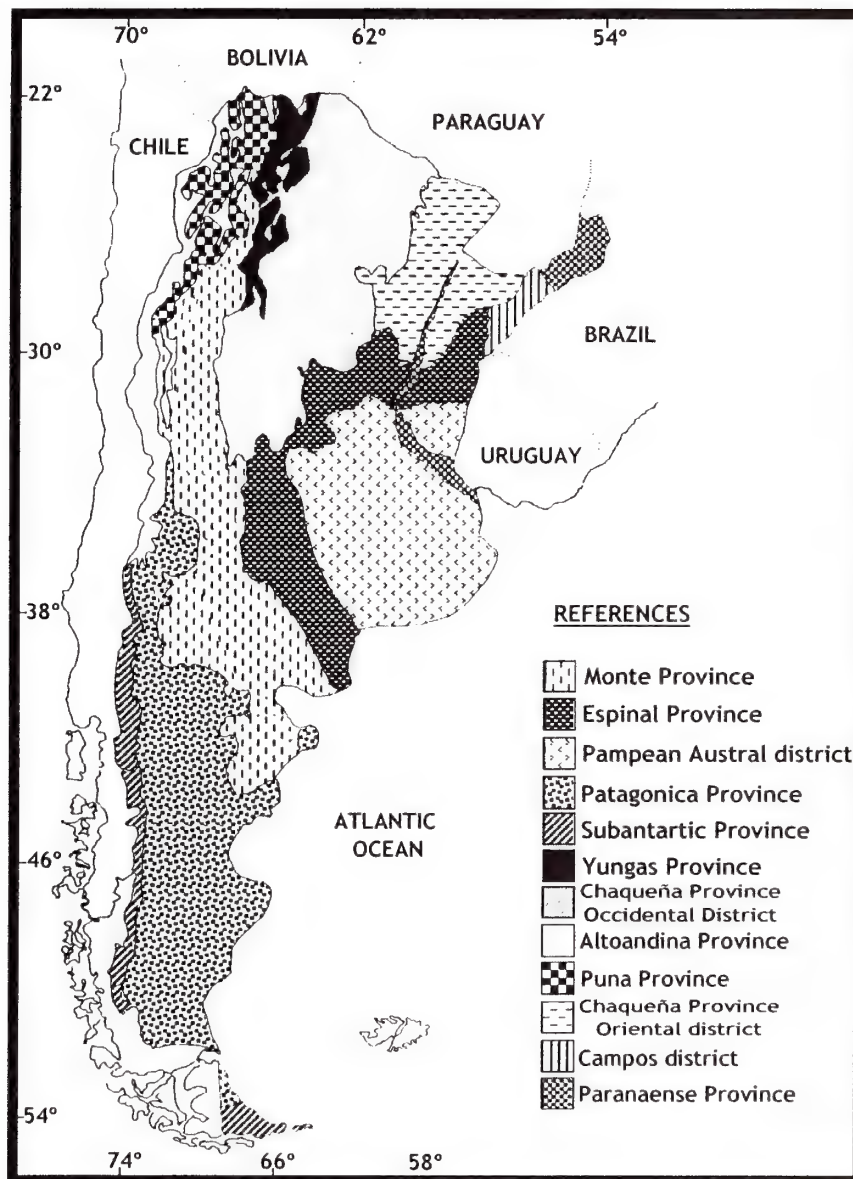 70° 62° 54°
BOLIVIA
22°
PARAGUAY
CHILE
BRAZIL
30°
URUGUAY
38°
REFERENCES
Monte Province
Espinal Province
Pampean Austral district
Patagonica Province
ATLANTIC
OCEAN
Subantartic Province
46°
Yungas Province
Chaqueña Province
Occidental District
Altoandina Province
Puna Province
Chaqueña Province
Oriental district
Campos district
Paranaense Province
54°
74° 66° 58°